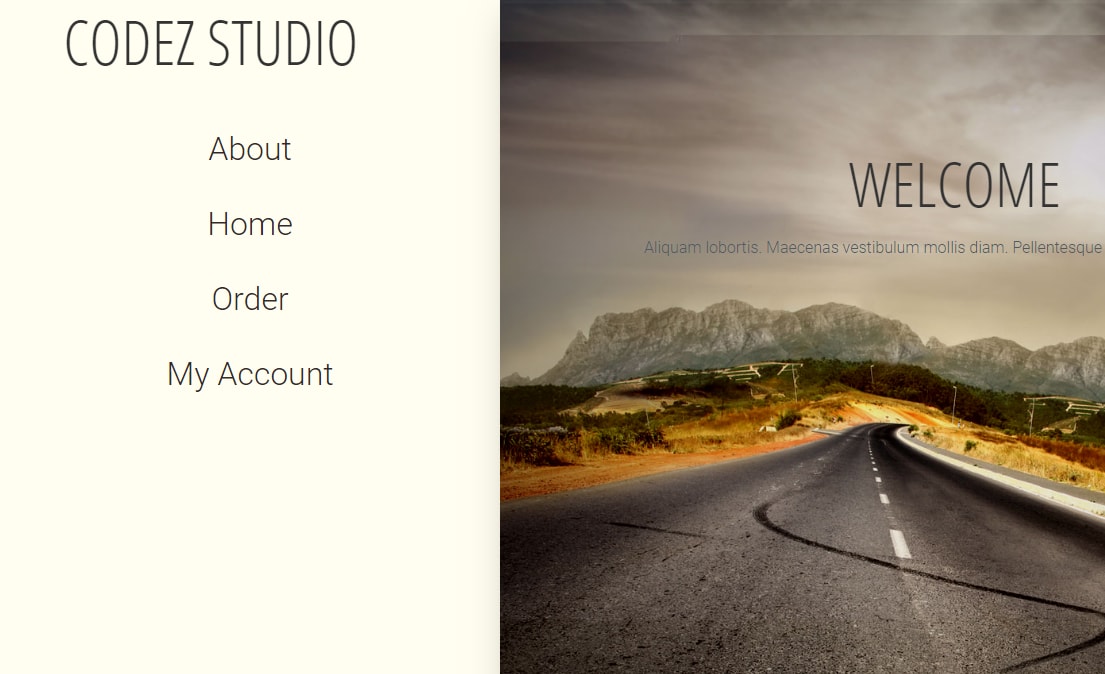 CODEZ STUDIO
About
Home
Order
My Account
WELCOME
Aliquam lobortis. Maecenas vestibulum mollis diam. Pellentesque